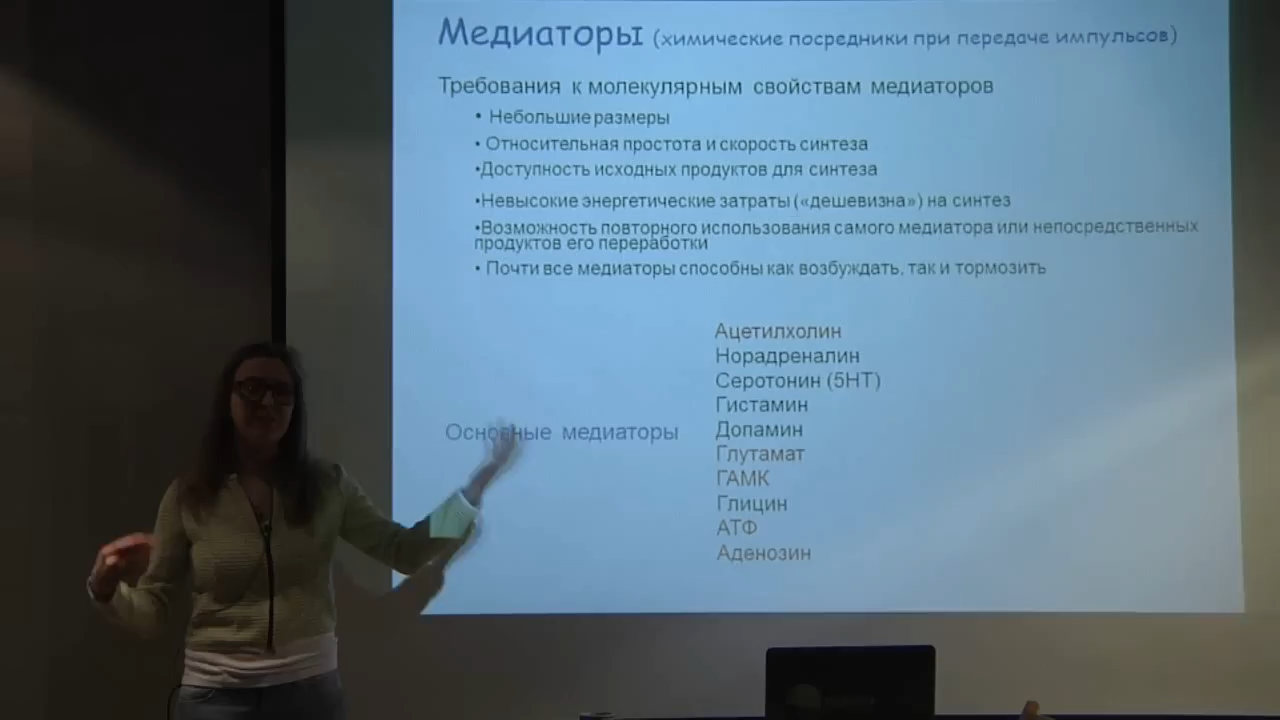 Медиаторы (химические посредники при передаче импульсов)
Требования к молекулярным свойствам медиаторов
• Небольшие размеры
• Относительная простота и скорость синтеза
•Доступность исходных продуктов для синтеза
•Невысокие энергетические затраты («дешевизна») на синтез
•Возможность повторного использования самого медиатора или непосредственных
продуктов его переработки
• Почти все медиаторы способны как возбуждать, так и тормозить
Основные медиаторы
Ацетилхолин
Норадреналин
Серотонин (5НТ)
Гистамин
Допамин
Глутамат
ГАМК
Глицин
АТФ
Аденозин